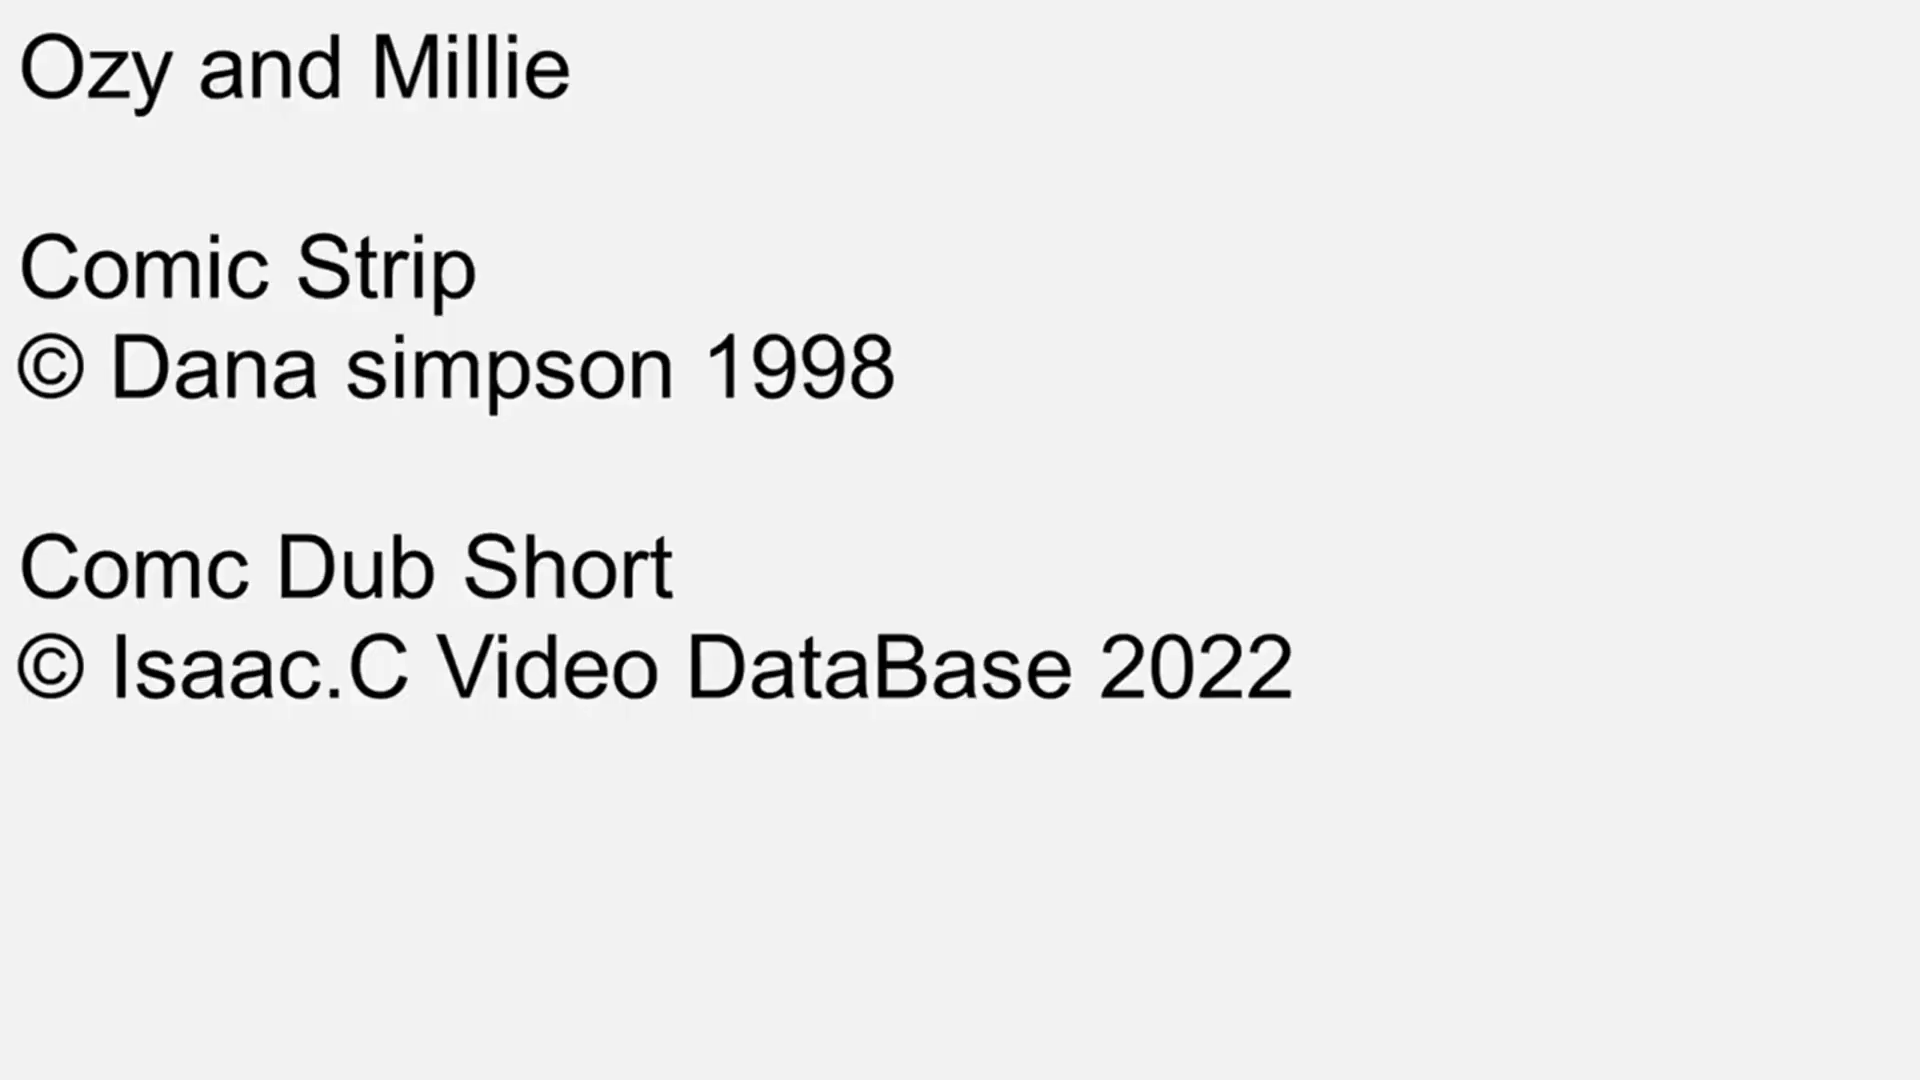 Ozy and Millie
Comic Strip
© Dana simpson 1998
Comc Dub Short
© Isaac.C Video DataBase 2022